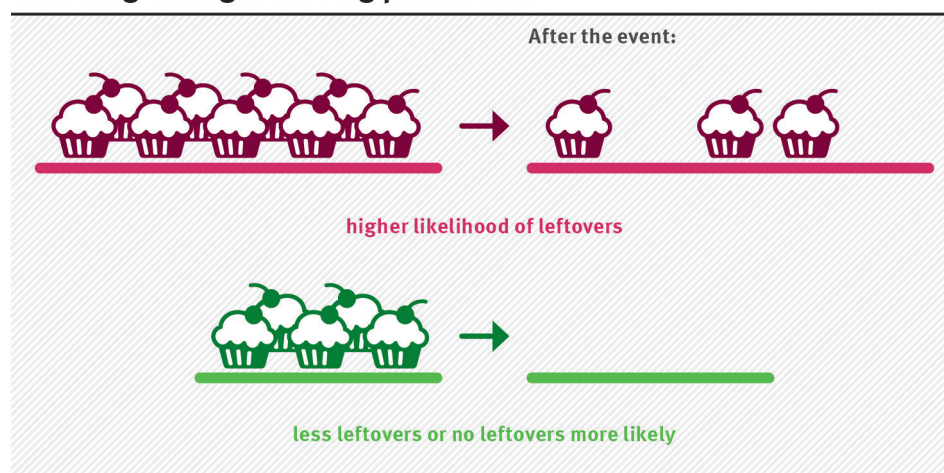 After the event:
higher likelihood of leftovers
less leftovers or no leftovers more likely